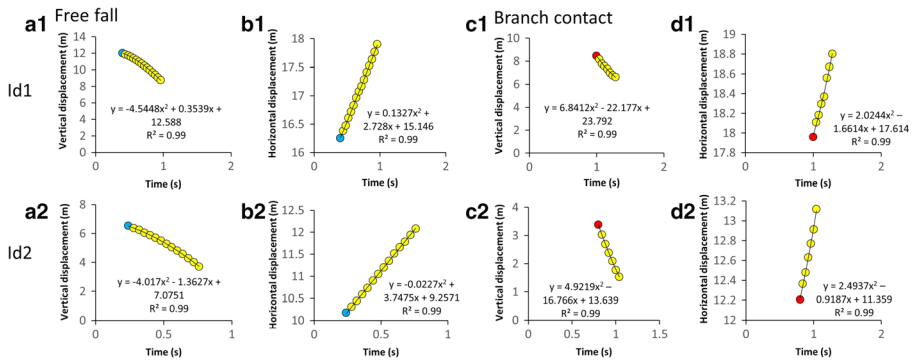 Free fall
Branch contact
a1
b1
c1
d1
Id1
Vertical displacement (m)
14
12
10
8
6
4
2
0
y = -4.5448x² + 0.3539x +
12.588
R² = 0.99
0 1 2
Time (s)
Horizontal displacement (m)
18
17
16
y = 0.1327x² +
2.728x + 15.146
R² = 0.99
0 1 2
Time (s)
Vertical displacement (m)
10
8
6
4
2
0
y = 6.8412x² - 22.177x +
23.792
R² = 0.99
0 1 2
Time (s)
Horizontal displacement (m)
19
18.8
18.6
18.4
18.2
18
17.8
y = 2.0244x² –
1.6614x + 17.614
R² = 0.99
0 1 2
Time (s)
a2
b2
c2
d2
Id2
Vertical displacement (m)
8
6
4
2
0
y = -4.017x² - 1.3627x +
7.0751
R² = 0.99
0 0.5 1
Time (s)
Horizontal displacement (m)
12.5
12
11.5
11
10.5
10
y = -0.0227x² +
3.7475x + 9.2571
R² = 0.99
0 0.5 1
Time (s)
Vertical displacement (m)
4
3
2
1
0
y = 4.9219x² –
16.766x + 13.639
R² = 0.99
0 0.5 1 1.5
Time (s)
Horizontal displacement (m)
13.2
13
12.8
12.6
12.4
12.2
12
y = 2.4937x² –
0.9187x + 11.359
R² = 0.99
0 1 2
Time (s)